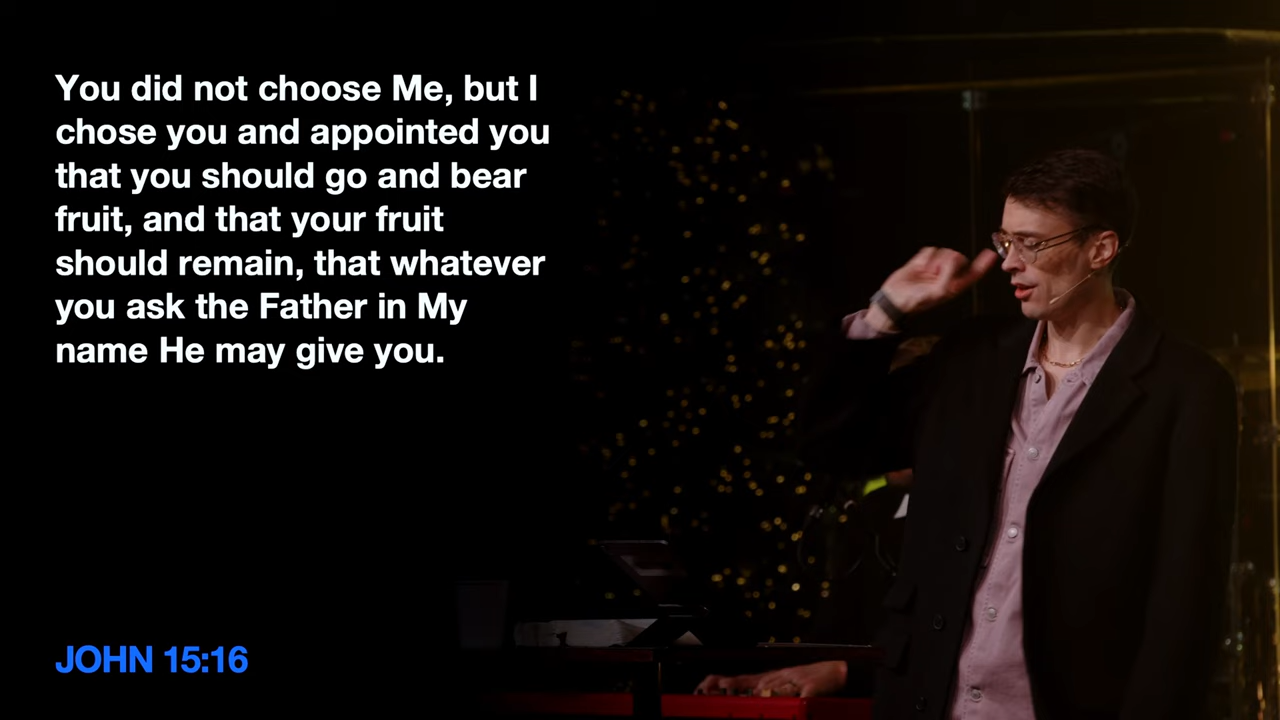 You did not choose Me, but I
chose you and appointed you
that you should go and bear
fruit, and that your fruit
should remain, that whatever
you ask the Father in My
name He may give you.
JOHN 15:16